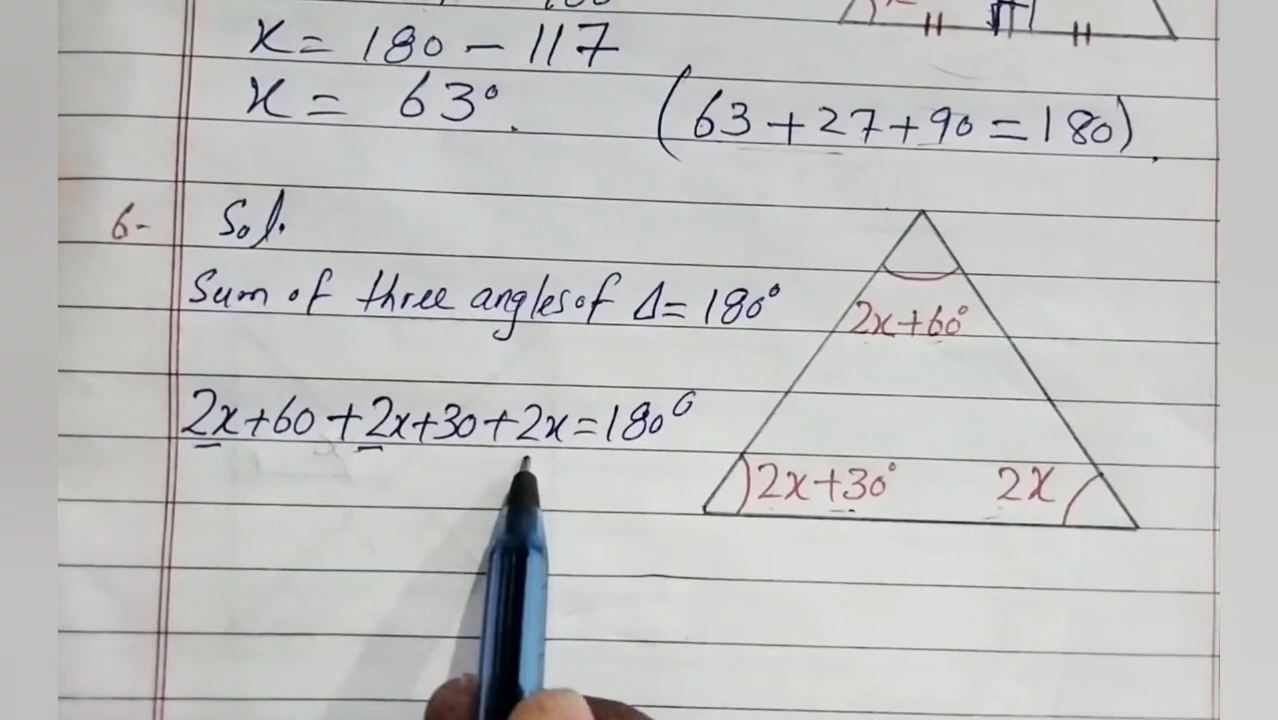 x = 180 - 117
x = 63°.
(63+27+90=180).
6-
Sol.
Sum of three angles of Δ = 180°
2x+60°
2x+60+2x+30+2x=180°
2x+30°
2x